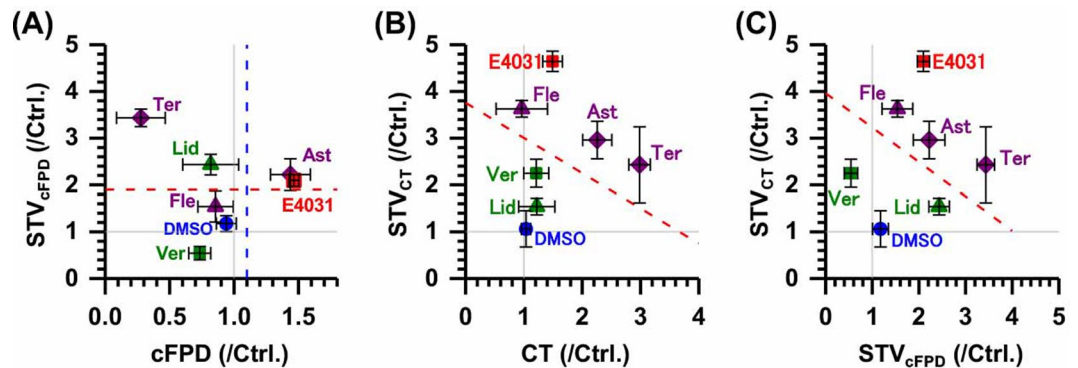 (A)
STVcFPD (/Ctrl.)
5
4
3
2
1
0
Ter
Lid
Ast
Fle
E4031
DMSO
Ver
0.0 0.5 1.0 1.5
cFPD (/Ctrl.)
(B)
STVCT (/Ctrl.)
5
4
3
2
1
0
E4031
Fle
Ast
Ter
Ver
Lid
DMSO
0 1 2 3 4
CT (/Ctrl.)
(C)
STVCT (/Ctrl.)
5
4
3
2
1
0
E4031
Fle
Ast
Ter
Ver
Lid
DMSO
0 1 2 3 4 5
STVcFPD (/Ctrl.)